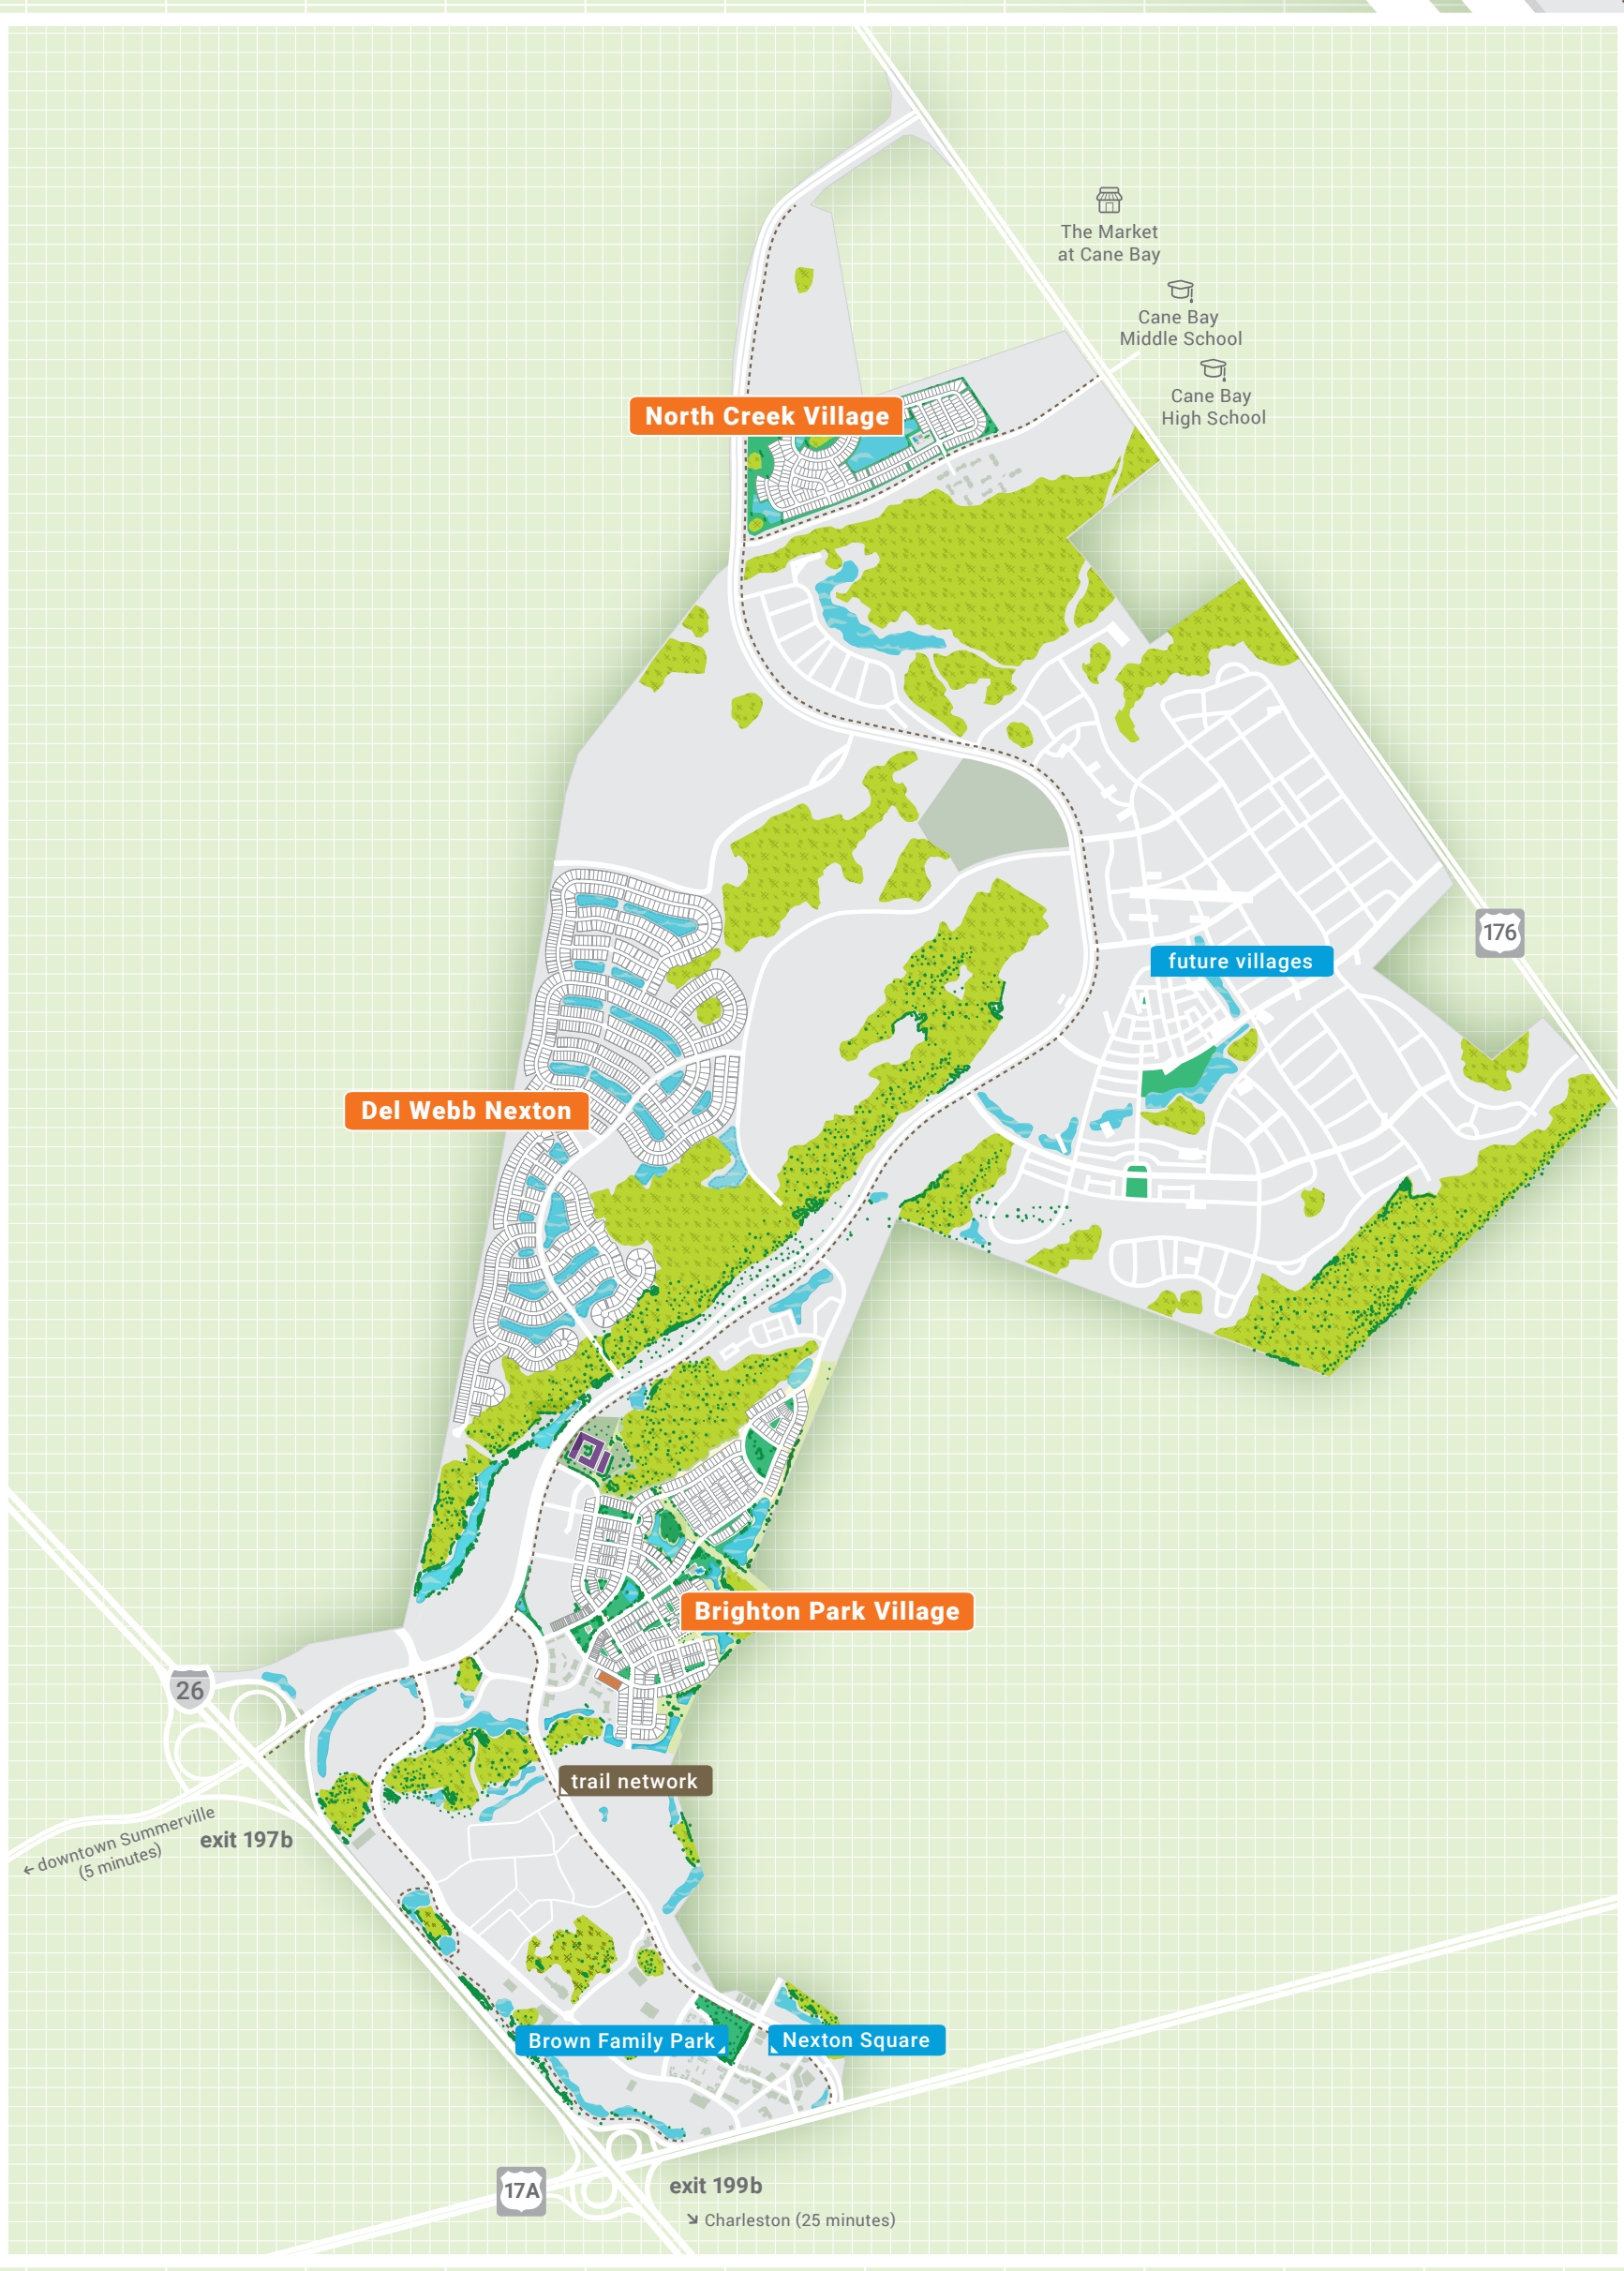 The Market
at Cane Bay
Cane Bay
Middle School
Cane Bay
High School
North Creek Village
176
future villages
Del Webb Nexton
Brighton Park Village
26
trail network
← downtown Summerville
(5 minutes)
exit 197b
Brown Family Park
Nexton Square
17A
exit 199b
↘ Charleston (25 minutes)